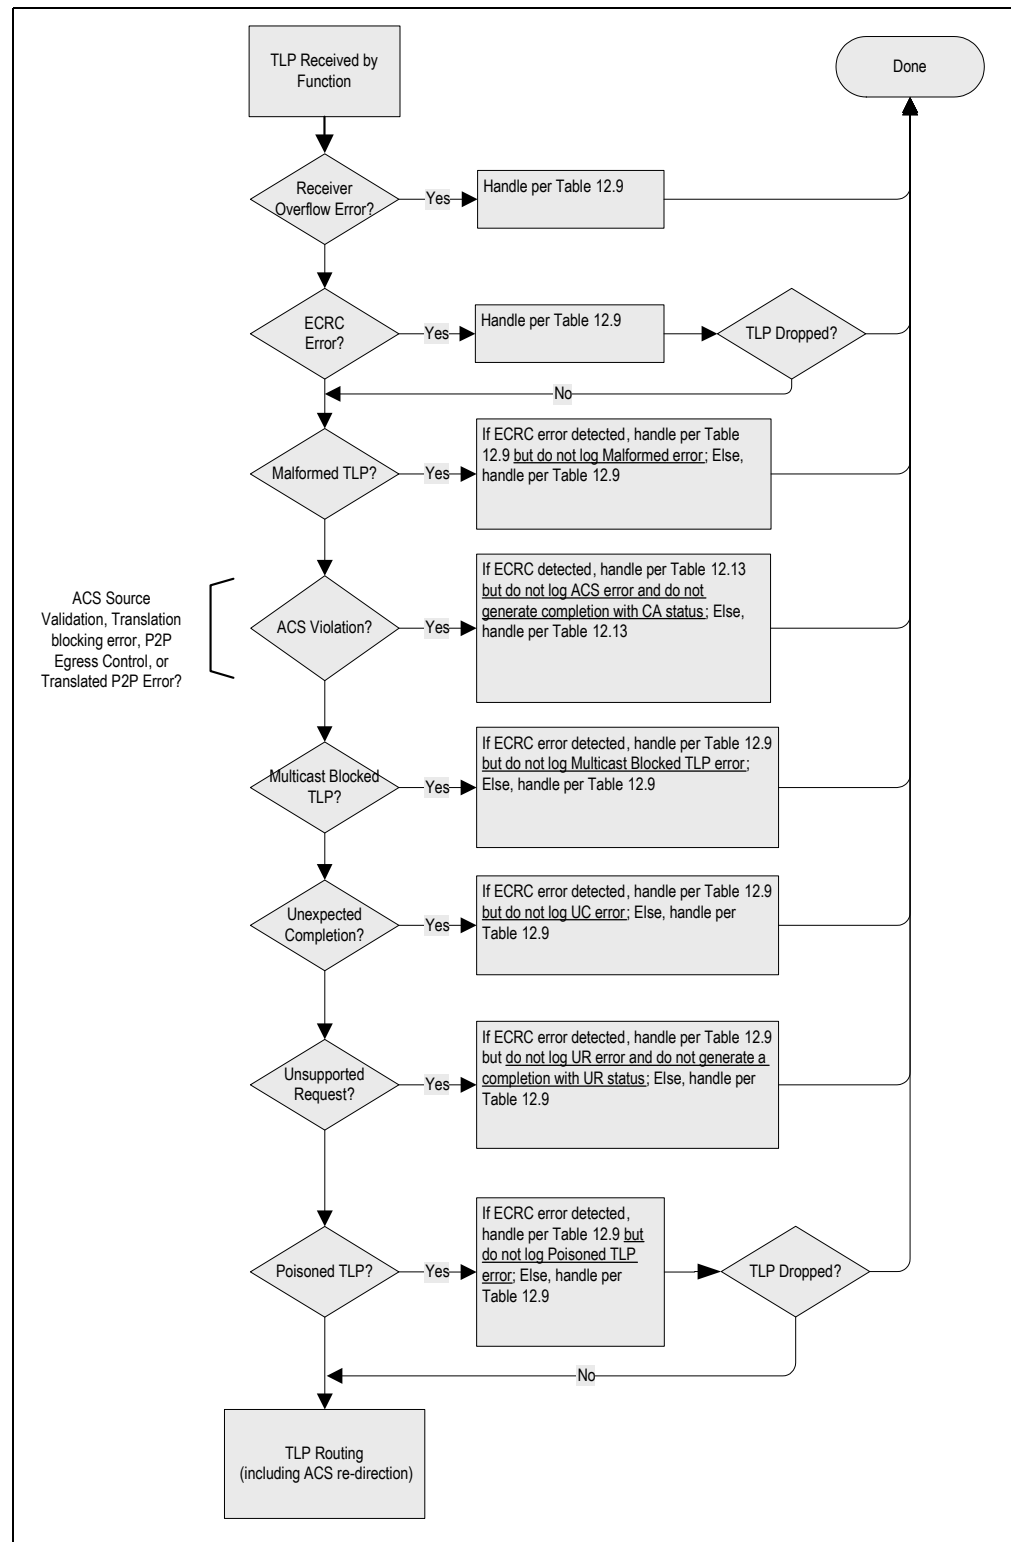 TLP Received by
Function
Done
Receiver
Overflow Error?
Yes
Handle per Table 12.9
ECRC
Error?
Yes
Handle per Table 12.9
TLP Dropped?
No
Malformed TLP?
Yes
If ECRC error detected, handle per Table
12.9 but do not log Malformed error; Else,
handle per Table 12.9
ACS Source
Validation, Translation
blocking error, P2P
Egress Control, or
Translated P2P Error?
ACS Violation?
Yes
If ECRC detected, handle per Table 12.13
but do not log ACS error and do not
generate completion with CA status; Else,
handle per Table 12.13
Multicast Blocked
TLP?
Yes
If ECRC error detected, handle per Table 12.9
but do not log Multicast Blocked TLP error;
Else, handle per Table 12.9
Unexpected
Completion?
Yes
If ECRC error detected, handle per Table 12.9
but do not log UC error; Else, handle per
Table 12.9
Unsupported
Request?
Yes
If ECRC error detected, handle per Table 12.9
but do not log UR error and do not generate a
completion with UR status; Else, handle per
Table 12.9
Poisoned TLP?
Yes
If ECRC error detected,
handle per Table 12.9 but
do not log Poisoned TLP
error; Else, handle per
Table 12.9
TLP Dropped?
No
TLP Routing
(including ACS re-direction)